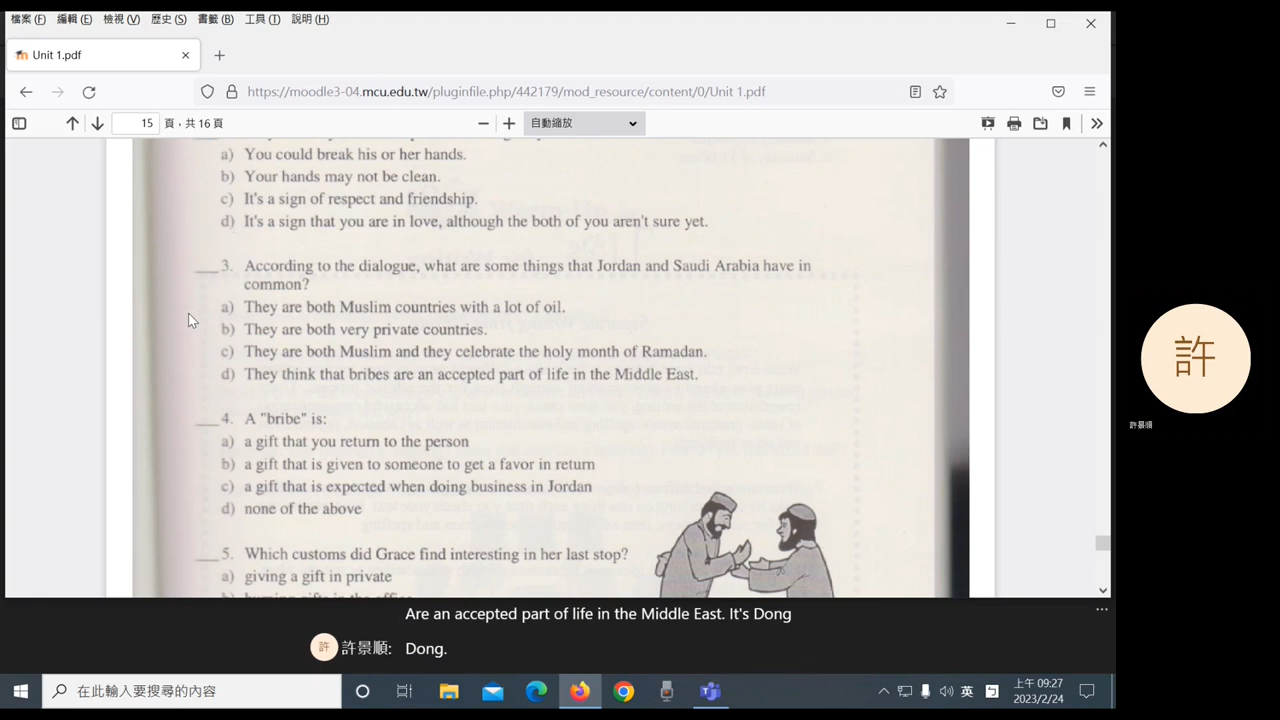 檔案 (F) 編輯 (E) 檢視 (V) 歷史 (S) 書籤 (B) 工具 (T) 說明 (H)
Unit 1.pdf
https://moodle3-04.mcu.edu.tw/pluginfile.php/442179/mod_resource/content/0/Unit 1.pdf
15 頁，共 16 頁 自動縮放
a) You could break his or her hands.
b) Your hands may not be clean.
c) It's a sign of respect and friendship.
d) It's a sign that you are in love, although the both of you aren't sure yet.
___ 3. According to the dialogue, what are some things that Jordan and Saudi Arabia have in
common?
a) They are both Muslim countries with a lot of oil.
b) They are both very private countries.
c) They are both Muslim and they celebrate the holy month of Ramadan.
d) They think that bribes are an accepted part of life in the Middle East.
___ 4. A "bribe" is:
a) a gift that you return to the person
b) a gift that is given to someone to get a favor in return
c) a gift that is expected when doing business in Jordan
d) none of the above
___ 5. Which customs did Grace find interesting in her last stop?
a) giving a gift in private
Are an accepted part of life in the Middle East. It's Dong
許 許景順: Dong.
許
許景順
在此輸入要搜尋的內容
英
上午 09:27
2023/2/24